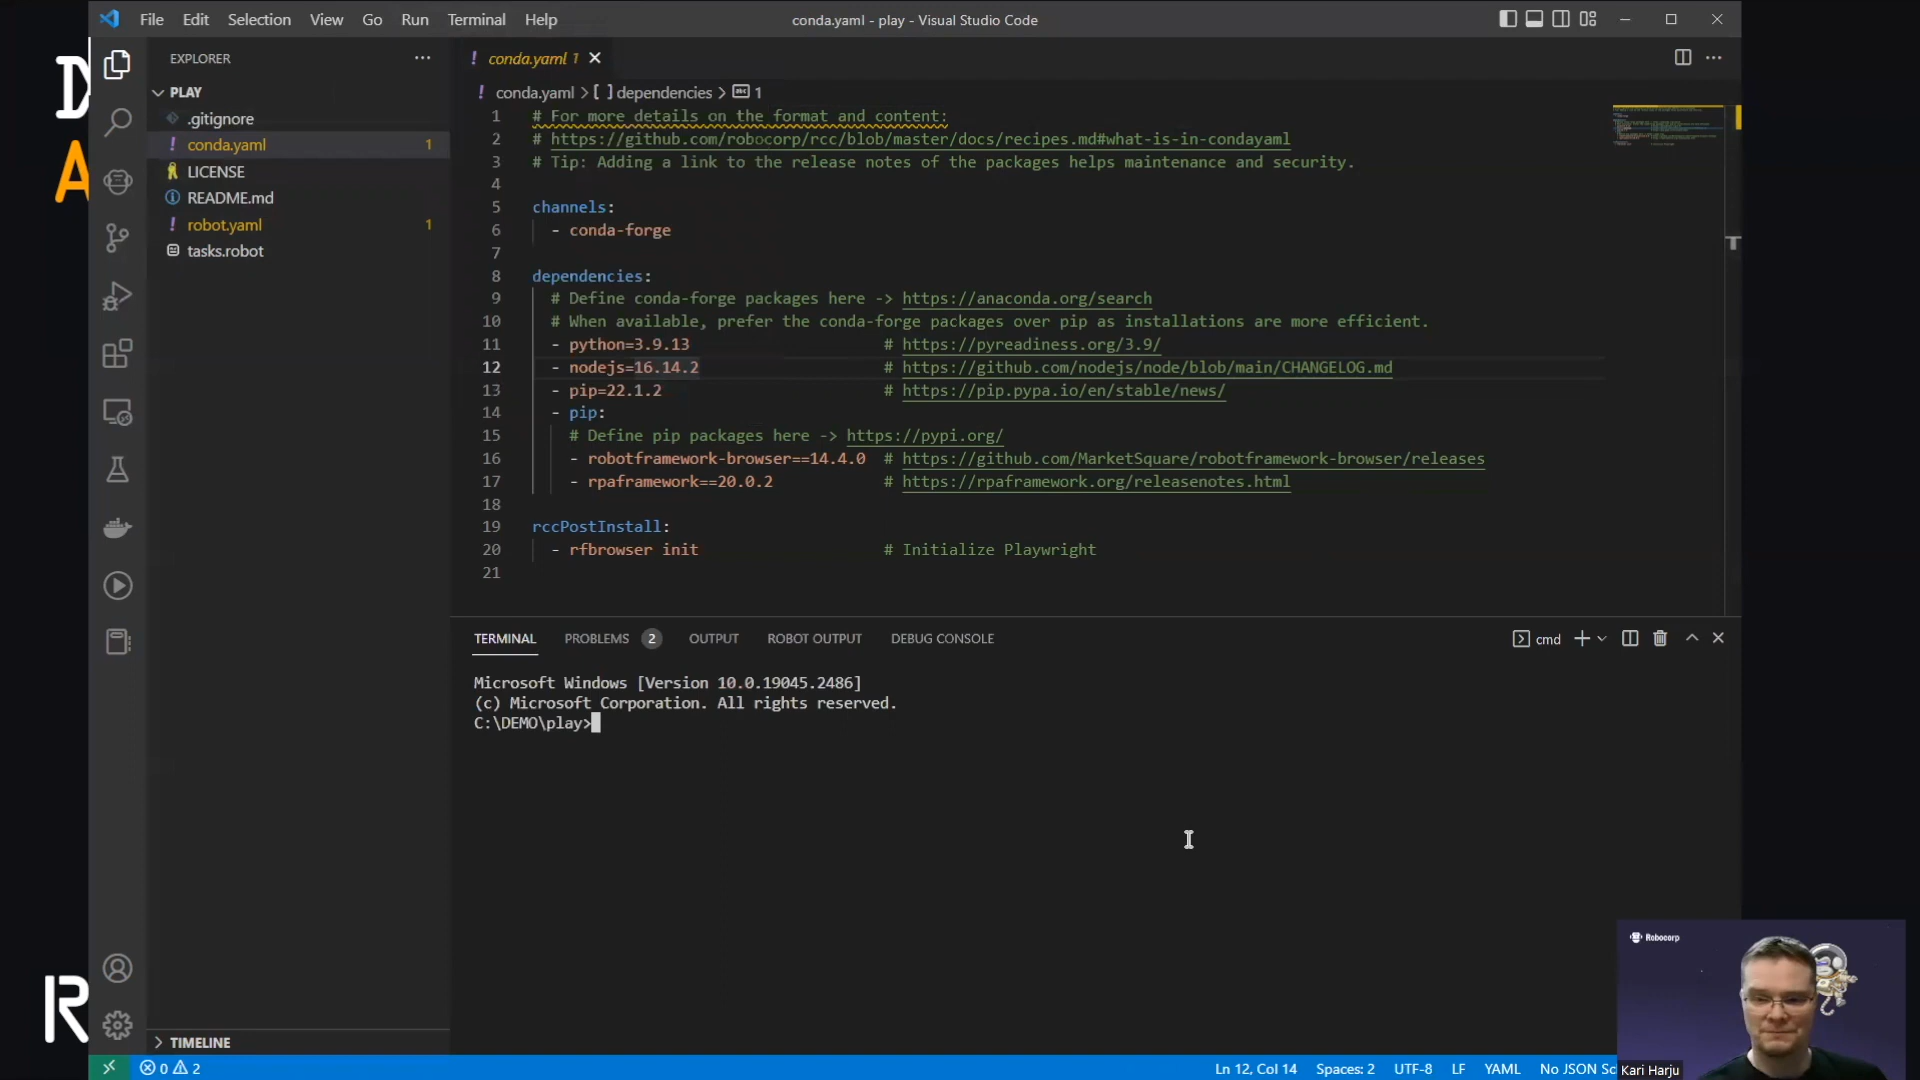 File Edit Selection View Go Run Terminal Help
conda.yaml - play - Visual Studio Code
EXPLORER
PLAY
.gitignore
! conda.yaml 1
LICENSE
README.md
! robot.yaml 1
tasks.robot
TIMELINE
! conda.yaml 1
! conda.yaml > [ ] dependencies > abc 1
1 # For more details on the format and content:
2 # https://github.com/robocorp/rcc/blob/master/docs/recipes.md#what-is-in-condayaml
3 # Tip: Adding a link to the release notes of the packages helps maintenance and security.
4
5 channels:
6 - conda-forge
7
8 dependencies:
9 # Define conda-forge packages here -> https://anaconda.org/search
10 # When available, prefer the conda-forge packages over pip as installations are more efficient.
11 - python=3.9.13 # https://pyreadiness.org/3.9/
12 - nodejs=16.14.2 # https://github.com/nodejs/node/blob/main/CHANGELOG.md
13 - pip=22.1.2 # https://pip.pypa.io/en/stable/news/
14 - pip:
15 # Define pip packages here -> https://pypi.org/
16 - robotframework-browser==14.4.0 # https://github.com/MarketSquare/robotframework-browser/releases
17 - rpaframework==20.0.2 # https://rpaframework.org/releasenotes.html
18
19 rccPostInstall:
20 - rfbrowser init # Initialize Playwright
21
TERMINAL PROBLEMS 2 OUTPUT ROBOT OUTPUT DEBUG CONSOLE
cmd
Microsoft Windows [Version 10.0.19045.2486]
(c) Microsoft Corporation. All rights reserved.
C:\DEMO\play>
Robocorp
Kari Harju
0 2
Ln 12, Col 14 Spaces: 2 UTF-8 LF YAML No JSON Sc
D
A
R